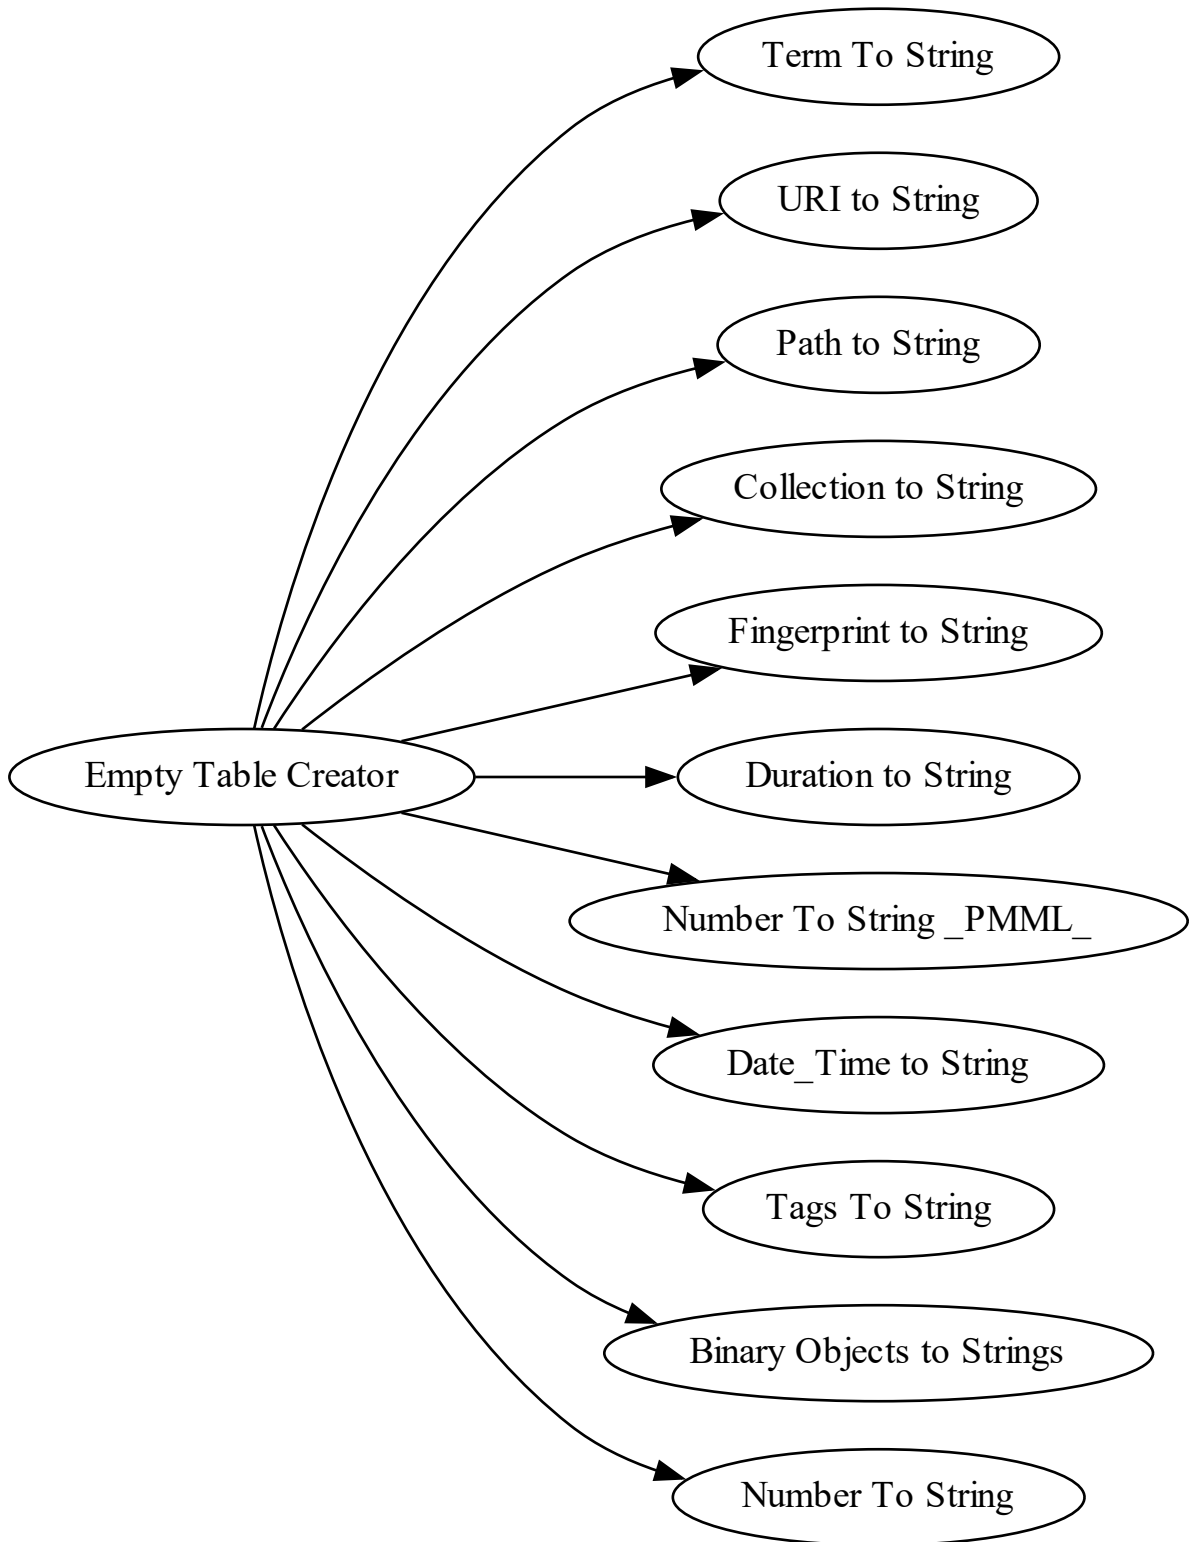 Term To String
URI to String
Path to String
Collection to String
Fingerprint to String
Empty Table Creator
Duration to String
Number To String _PMML_
Date_Time to String
Tags To String
Binary Objects to Strings
Number To String